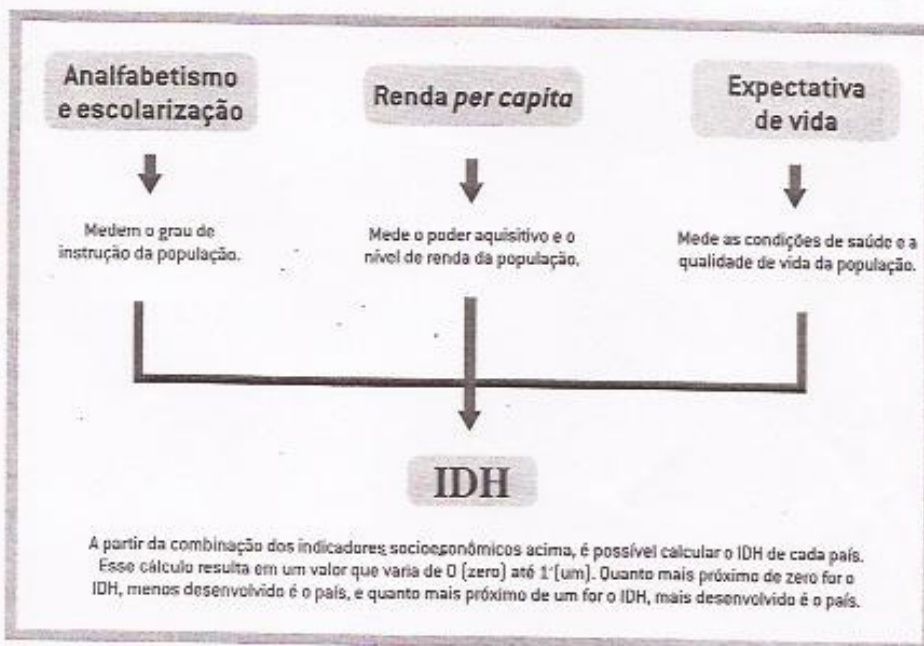 Analfabetismo
e escolarização
Renda per capita
Expectativa
de vida
Medem o grau de
instrução da população.
Mede o poder aquisitivo e o
nível de renda da população.
Mede as condições de saúde e a
qualidade de vida da população.
IDH
A partir da combinação dos indicadores socioesonômicos acima, é possível calcular o IDH de cada país.
Esse cálculo resulta em um valor que varia de 0 (zero) até 1 (um). Quanto mais próximo de zero for o
IDH, menos desenvolvido é o país, e quanto mais próximo de um for o IDH, mais desenvolvido é o país.